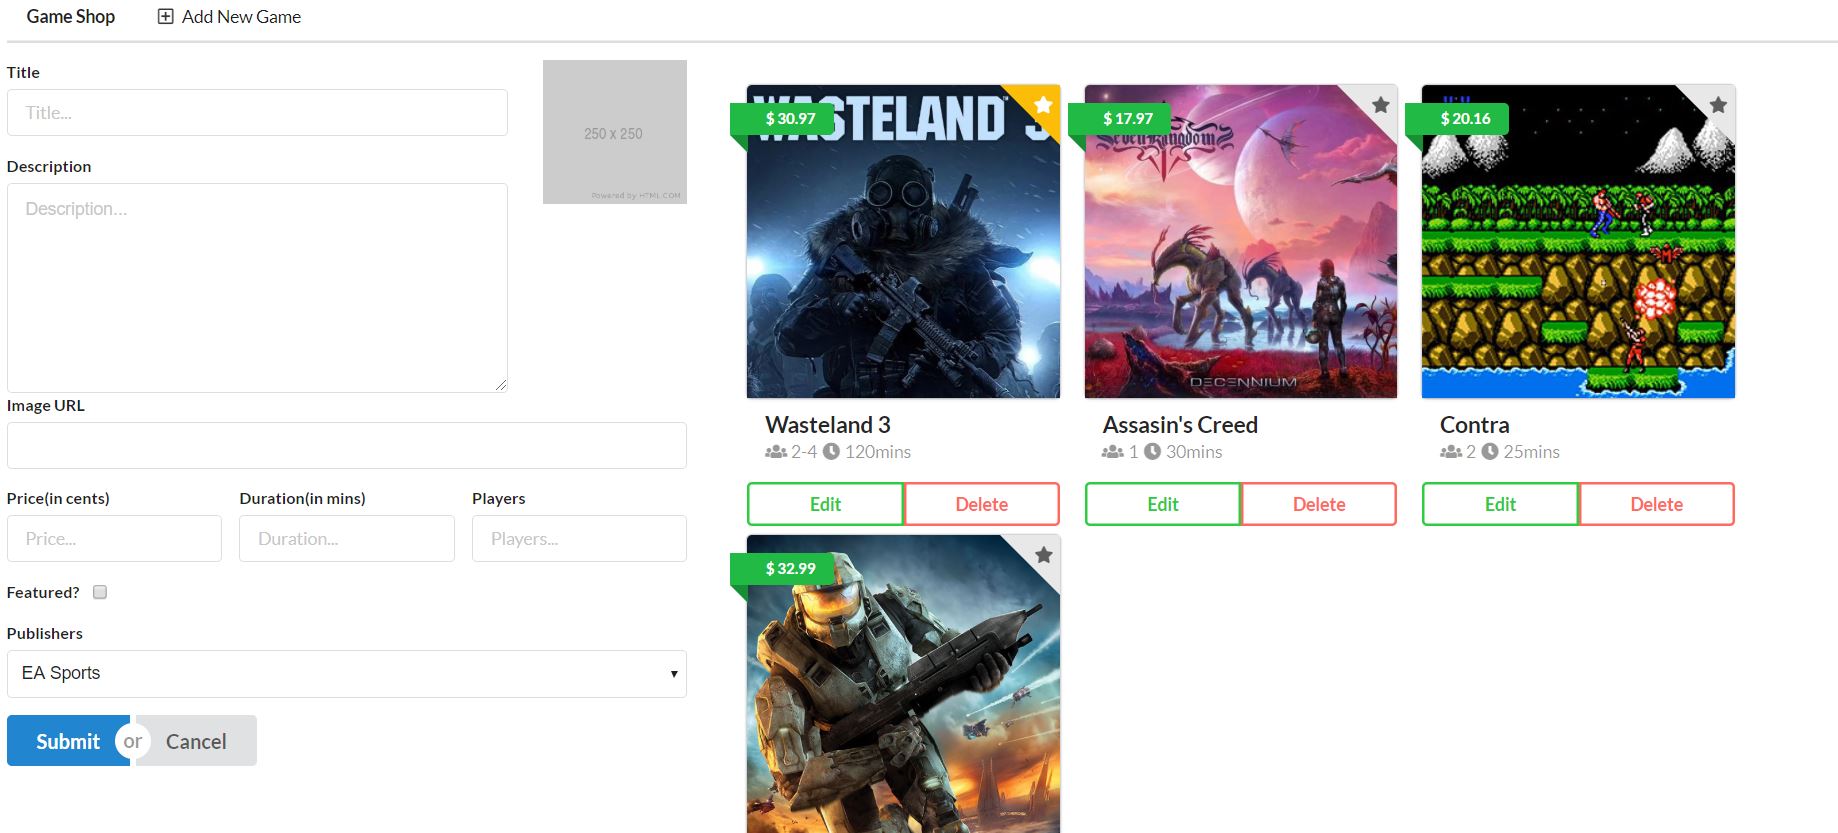 Game Shop
Add New Game
Title
Title...
250 x 250
Powered by HTML.COM
Description
Description...
Image URL
Price(in cents)
Duration(in mins)
Players
Price...
Duration...
Players...
Featured?
Publishers
EA Sports
Submit
or
Cancel
WASTELAND 3
$ 30.97
Wasteland 3
2-4
120mins
Edit
Delete
$ 17.97
Seven Kingdoms
DECENNIUM
Assasin's Creed
1
30mins
Edit
Delete
$ 20.16
Contra
2
25mins
Edit
Delete
$ 32.99